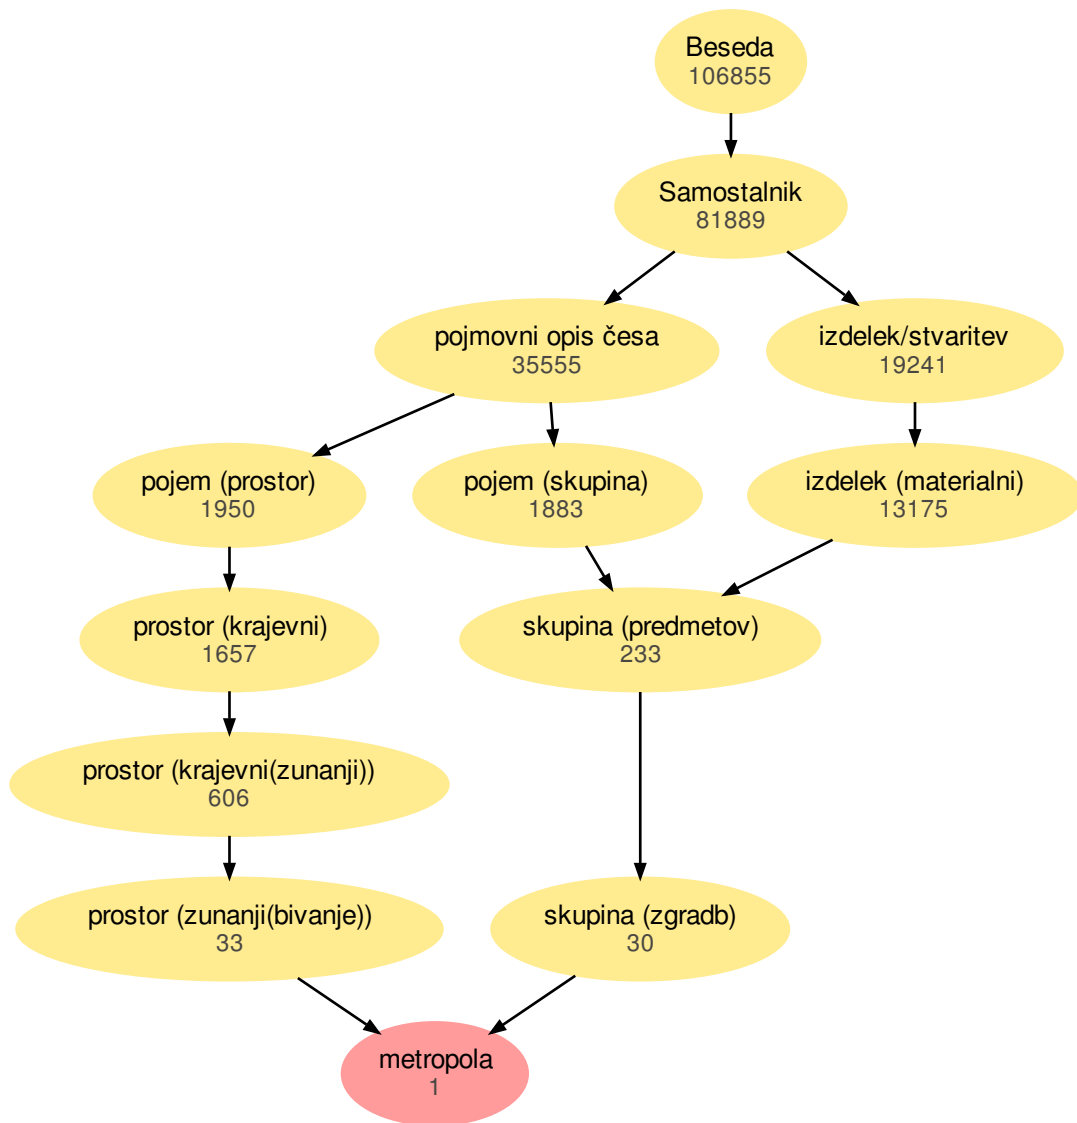 Beseda
106855
Samostalnik
81889
pojmovni opis česa
35555
izdelek/stvaritev
19241
pojem (prostor)
1950
pojem (skupina)
1883
izdelek (materialni)
13175
prostor (krajevni)
1657
skupina (predmetov)
233
prostor (krajevni(zunanji))
606
prostor (zunanji(bivanje))
33
skupina (zgradb)
30
metropola
1